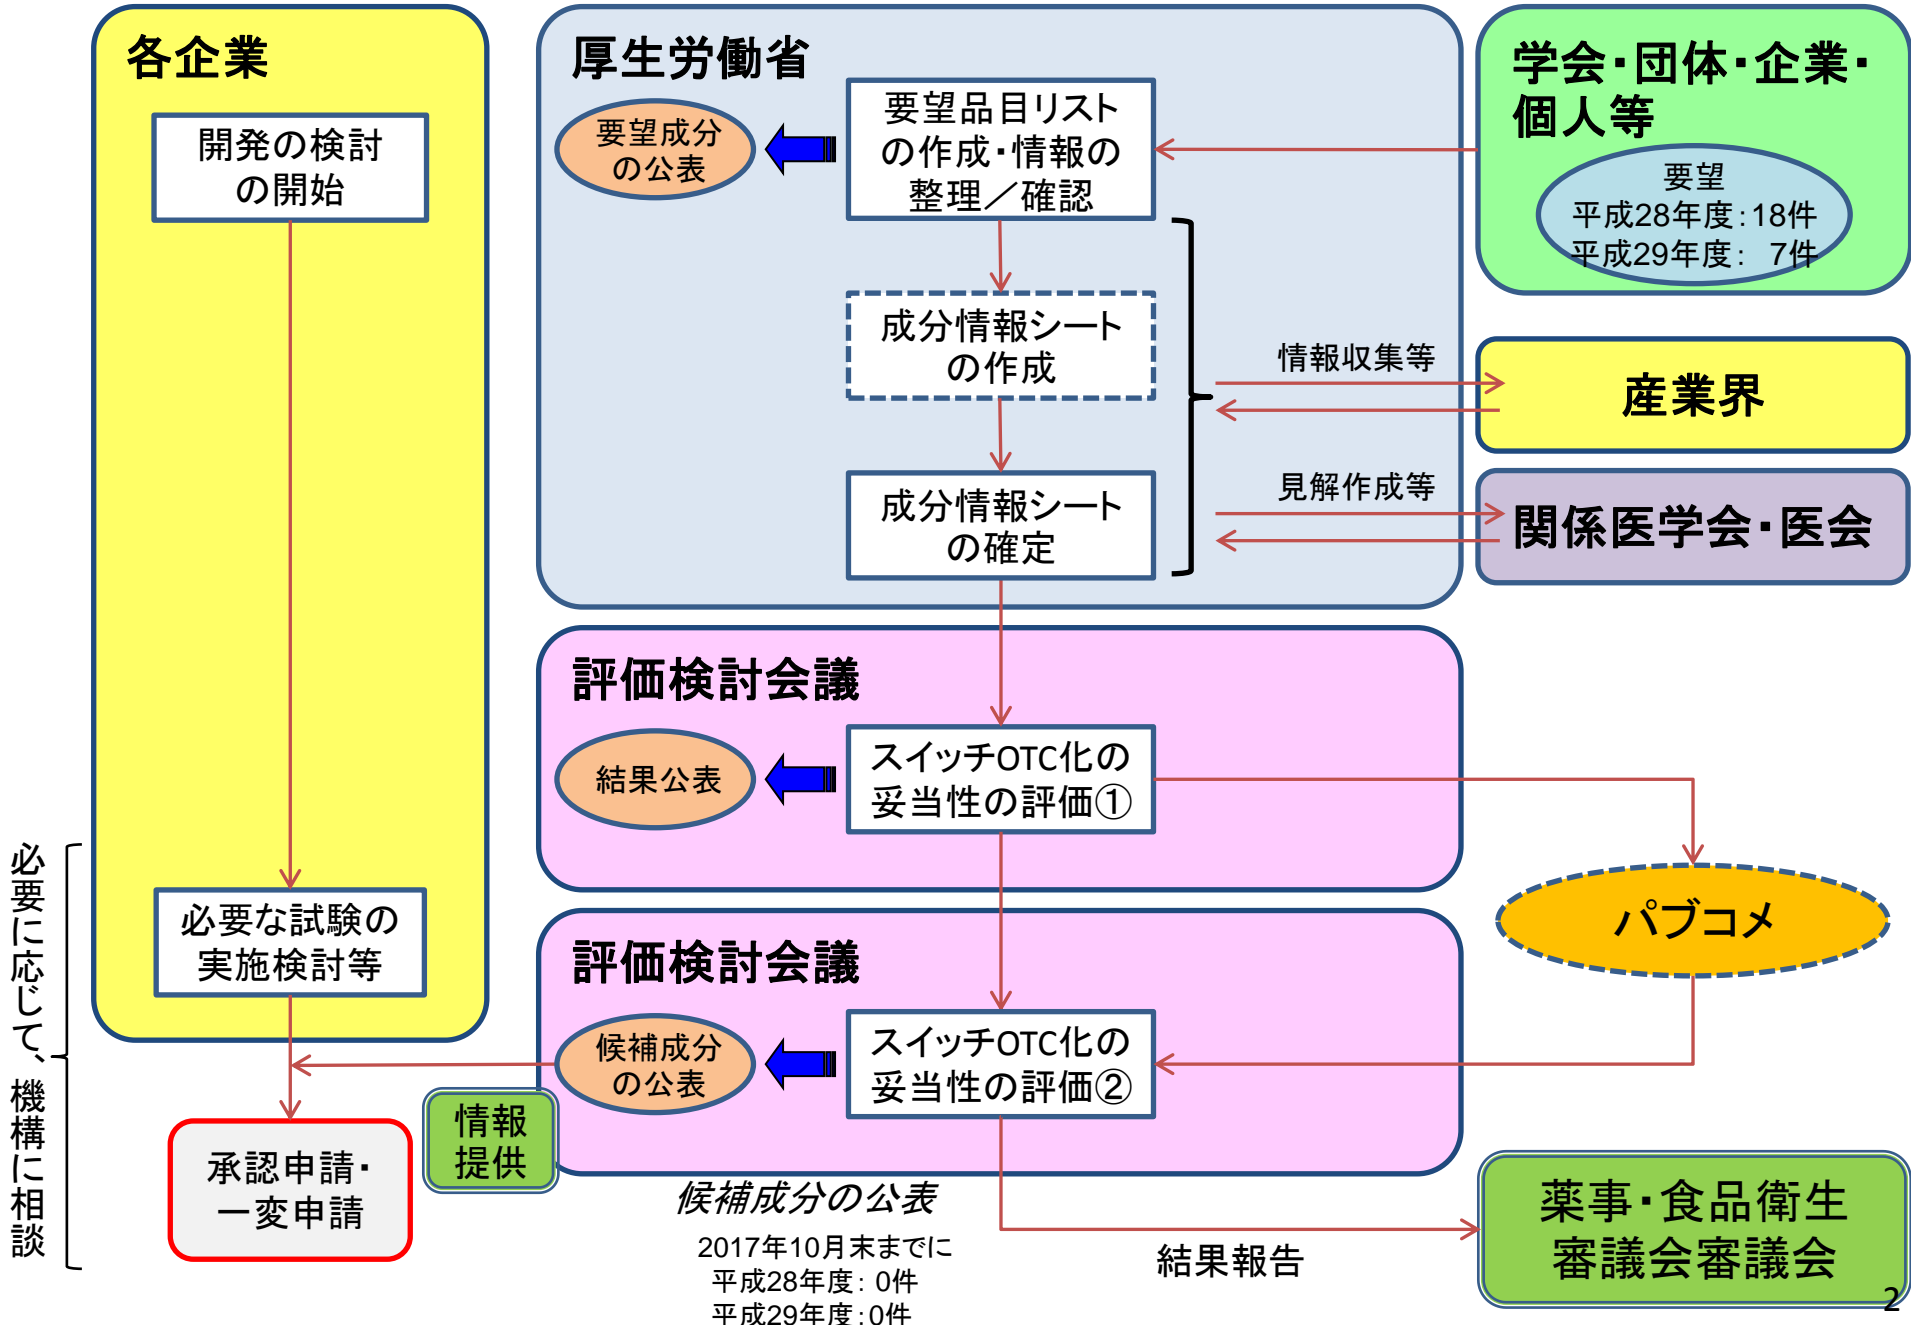 各企業
開発の検討
の開始
必要な試験の
実施検討等
承認申請・
一変申請
必要に応じて、機構に相談
厚生労働省
要望成分
の公表
要望品目リスト
の作成・情報の
整理／確認
成分情報シート
の作成
成分情報シート
の確定
学会・団体・企業・
個人等
要望
平成28年度：18件
平成29年度： 7件
情報収集等
産業界
見解作成等
関係医学会・医会
評価検討会議
結果公表
スイッチOTC化の
妥当性の評価①
パブコメ
評価検討会議
候補成分
の公表
スイッチOTC化の
妥当性の評価②
情報
提供
候補成分の公表
2017年10月末までに
平成28年度： 0件
平成29年度：0件
結果報告
薬事・食品衛生
審議会審議会
2